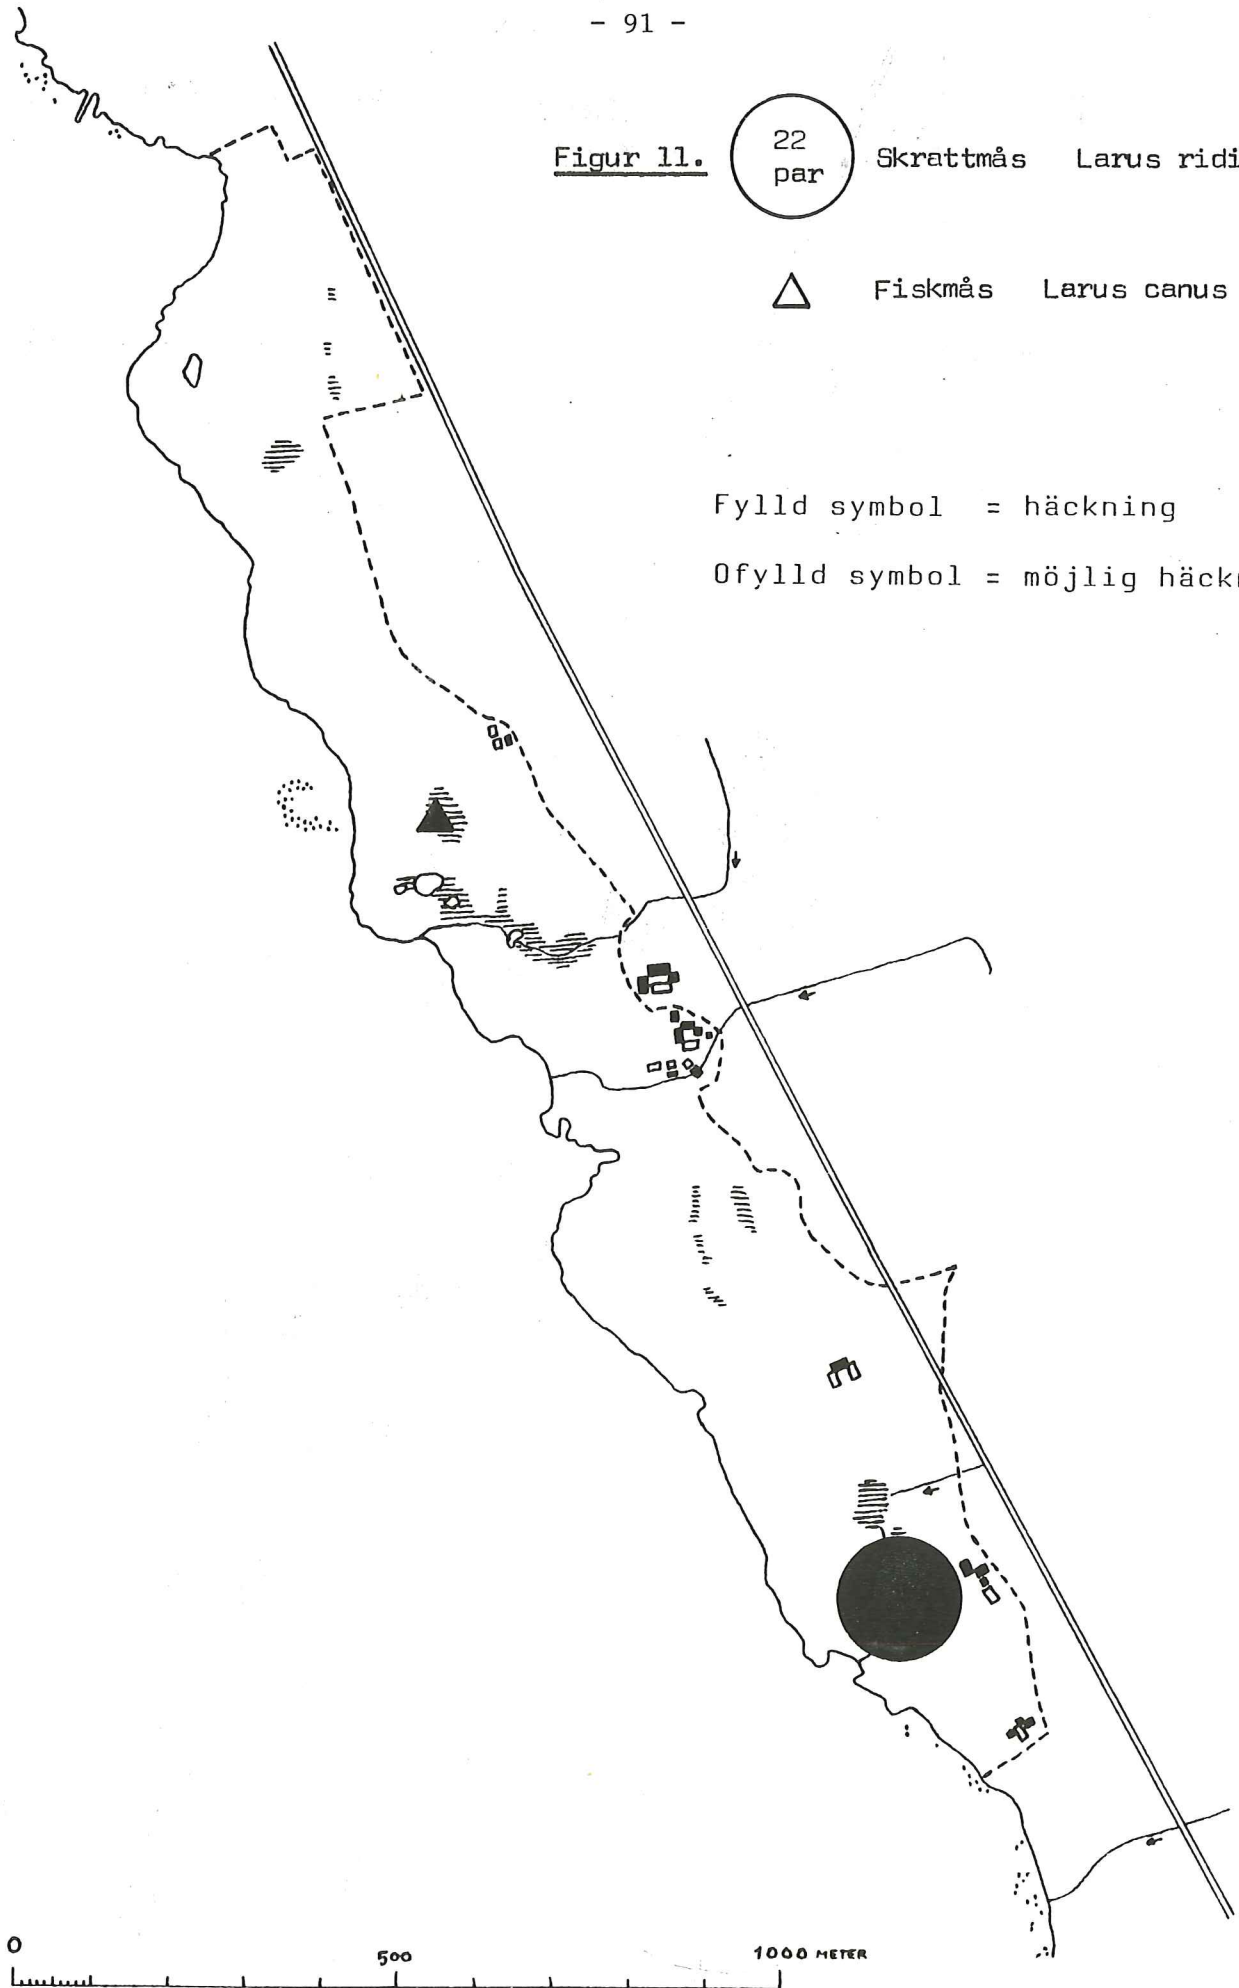 - 91 -
Figur 11.
22
par
Skrattmås Larus ridi
Fiskmås Larus canus
Fylld symbol = häckning
Ofylld symbol = möjlig häck
0
500
1000 METER